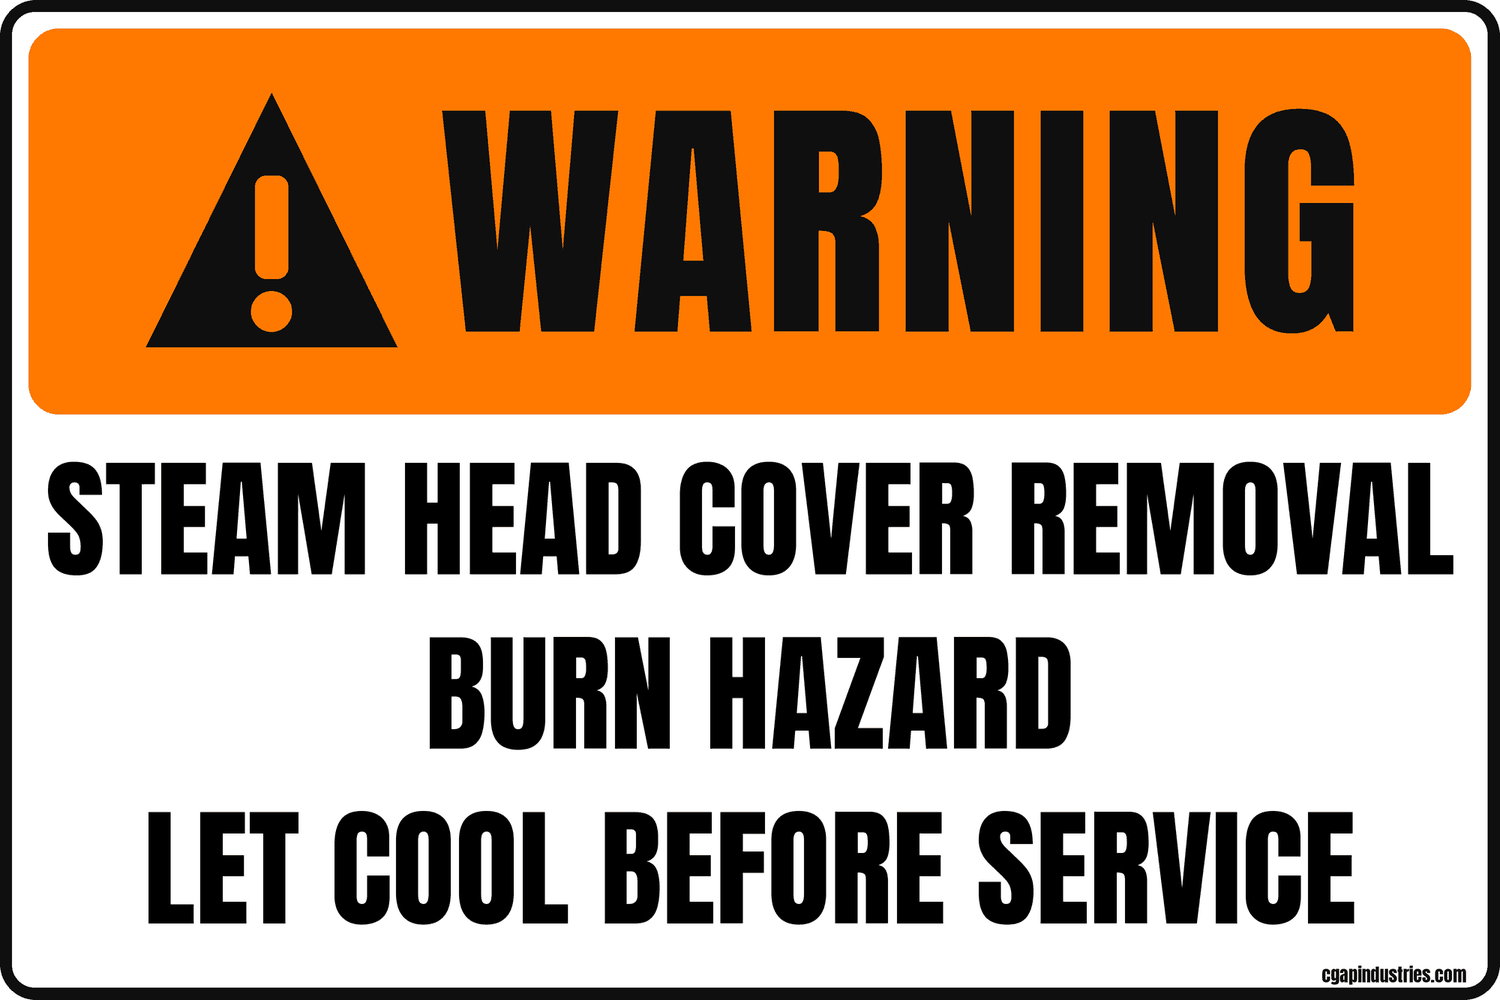 WARNING
STEAM HEAD COVER REMOVAL
BURN HAZARD
LET COOL BEFORE SERVICE
cgapindustries.com